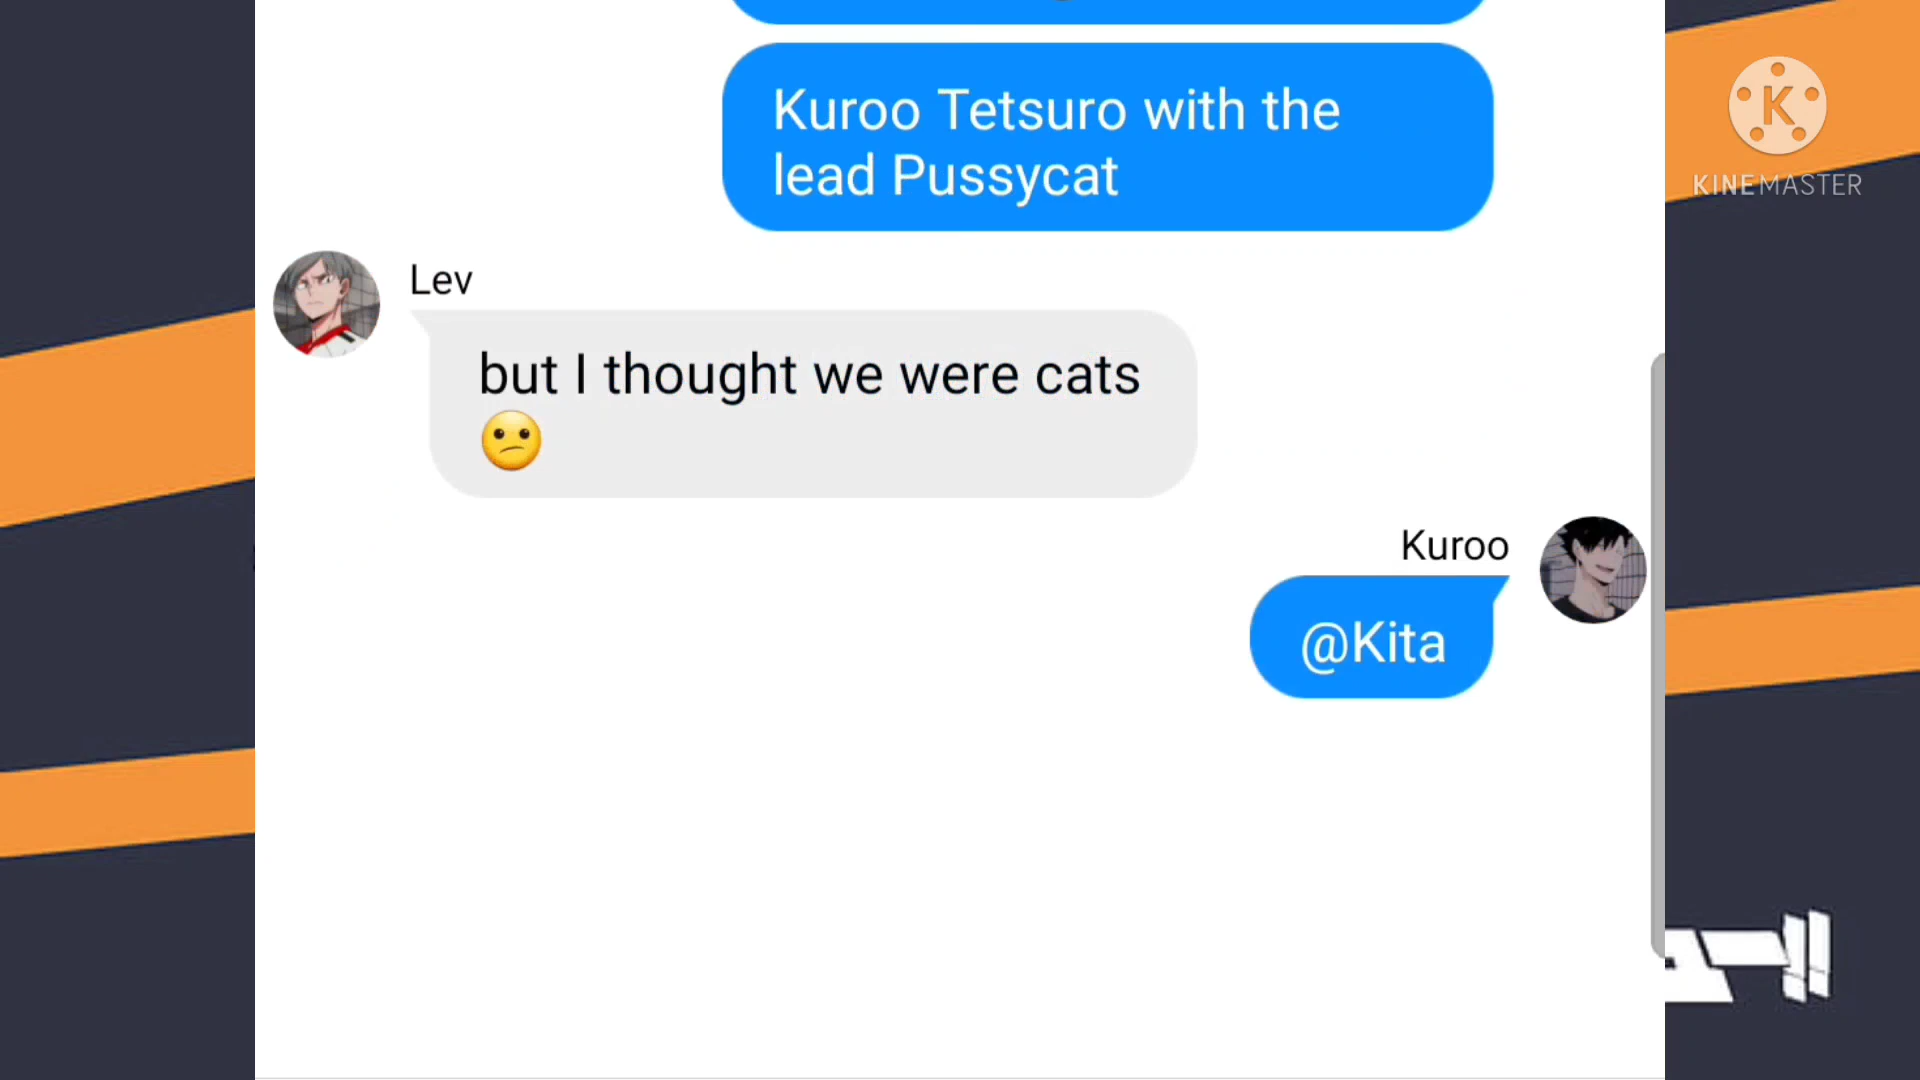 Kuroo Tetsuro with the
lead Pussycat
Lev
but I thought we were cats
😕
Kuroo
@Kita
K
KINEMASTER